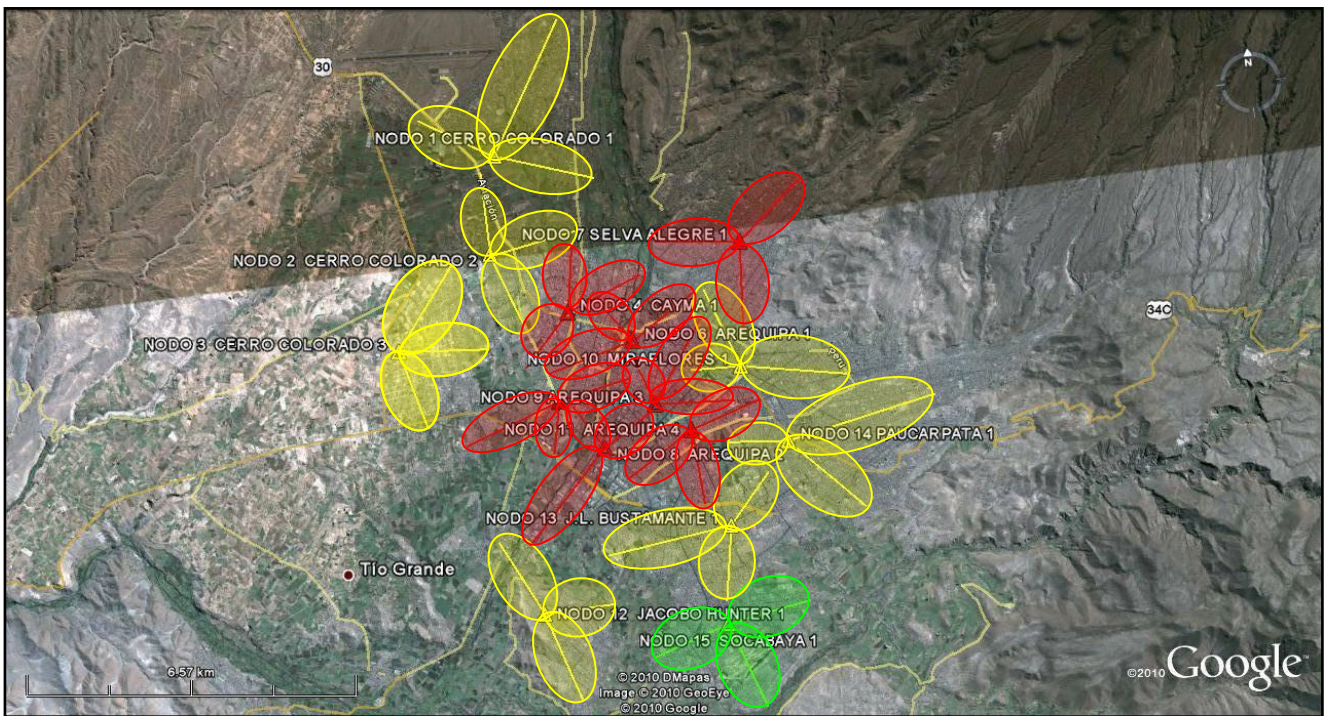 30
N
NODO 1 CERRO COLORADO 1
Aviación
NODO 7 SELVA ALEGRE 1
NODO 2 CERRO COLORADO 2
NODO 4 CAYMA 1
34C
NODO 6 AREQUIPA 1
NODO 3 CERRO COLORADO 3
NODO 10 MIRAFLORES 1
Peru
NODO 9 AREQUIPA 3
NODO 11 AREQUIPA 4
NODO 14 PAUCARPATA 1
NODO 8 AREQUIPA 2
NODO 13 J.L. BUSTAMANTE 1
Tío Grande
NODO 12 JACOBO HUNTER 1
NODO 15 SOCABAYA 1
6.57 km
© 2010 DMapas
Image © 2010 GeoEye
© 2010 Google
©2010 Google